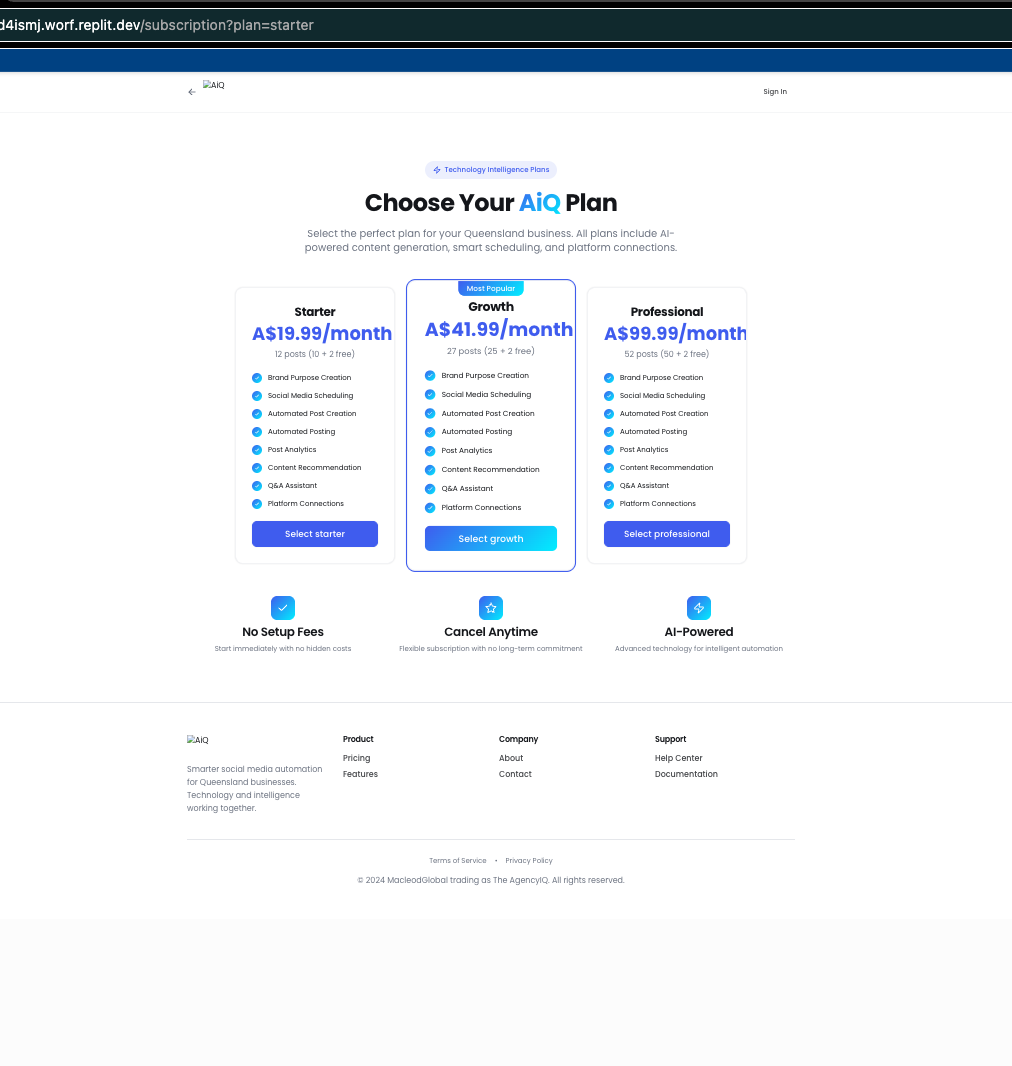 d4ismj.worf.replit.dev/subscription?plan=starter
AiQ
Sign In
Technology Intelligence Plans
Choose Your AiQ Plan
Select the perfect plan for your Queensland business. All plans include AI-
powered content generation, smart scheduling, and platform connections.
Starter
A$19.99/month
12 posts (10 + 2 free)
Brand Purpose Creation
Social Media Scheduling
Automated Post Creation
Automated Posting
Post Analytics
Content Recommendation
Q&A Assistant
Platform Connections
Select starter
Most Popular
Growth
A$41.99/month
27 posts (25 + 2 free)
Brand Purpose Creation
Social Media Scheduling
Automated Post Creation
Automated Posting
Post Analytics
Content Recommendation
Q&A Assistant
Platform Connections
Select growth
Professional
A$99.99/month
52 posts (50 + 2 free)
Brand Purpose Creation
Social Media Scheduling
Automated Post Creation
Automated Posting
Post Analytics
Content Recommendation
Q&A Assistant
Platform Connections
Select professional
No Setup Fees
Start immediately with no hidden costs
Cancel Anytime
Flexible subscription with no long-term commitment
AI-Powered
Advanced technology for intelligent automation
AiQ
Smarter social media automation
for Queensland businesses.
Technology and intelligence
working together.
Product
Pricing
Features
Company
About
Contact
Support
Help Center
Documentation
Terms of Service • Privacy Policy
© 2024 MacleodGlobal trading as The AgencyIQ. All rights reserved.